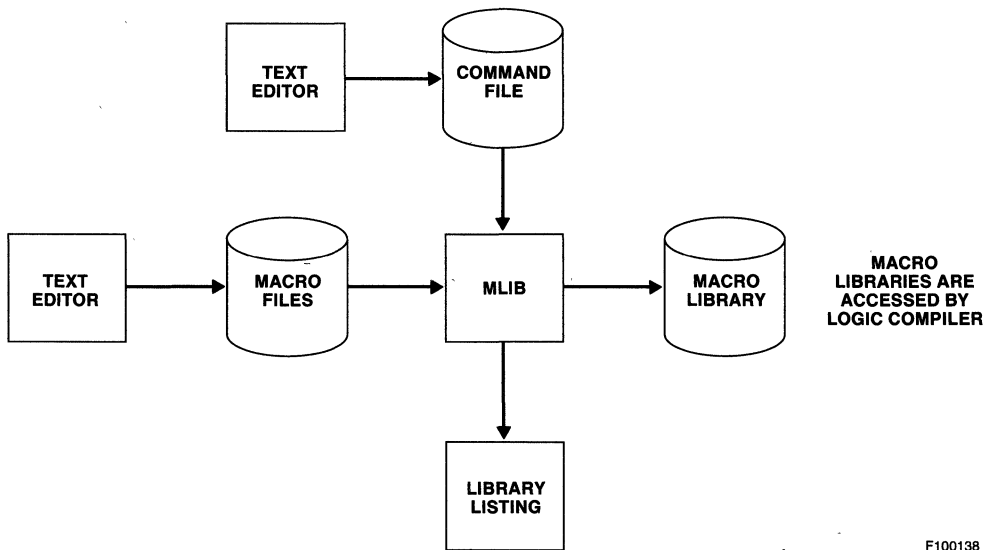 TEXT
EDITOR
COMMAND
FILE
TEXT
EDITOR
MACRO
FILES
MLIB
MACRO
LIBRARY
MACRO
LIBRARIES ARE
ACCESSED BY
LOGIC COMPILER
LIBRARY
LISTING
F100138